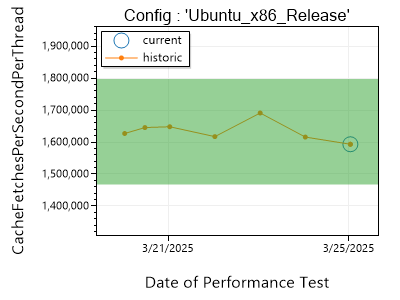 Config : 'Ubuntu_x86_Release'
current
historic
CacheFetchesPerSecondPerThread
1,900,000
1,800,000
1,700,000
1,600,000
1,500,000
1,400,000
3/21/2025
3/25/2025
Date of Performance Test